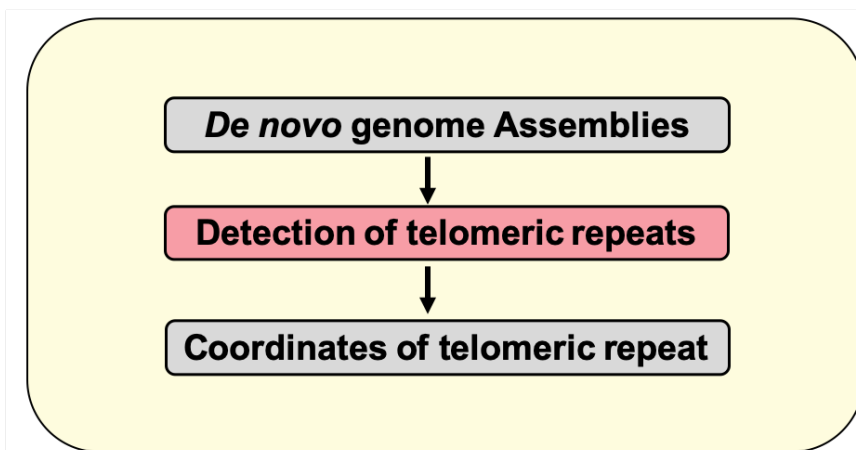 De novo genome Assemblies
Detection of telomeric repeats
Coordinates of telomeric repeat